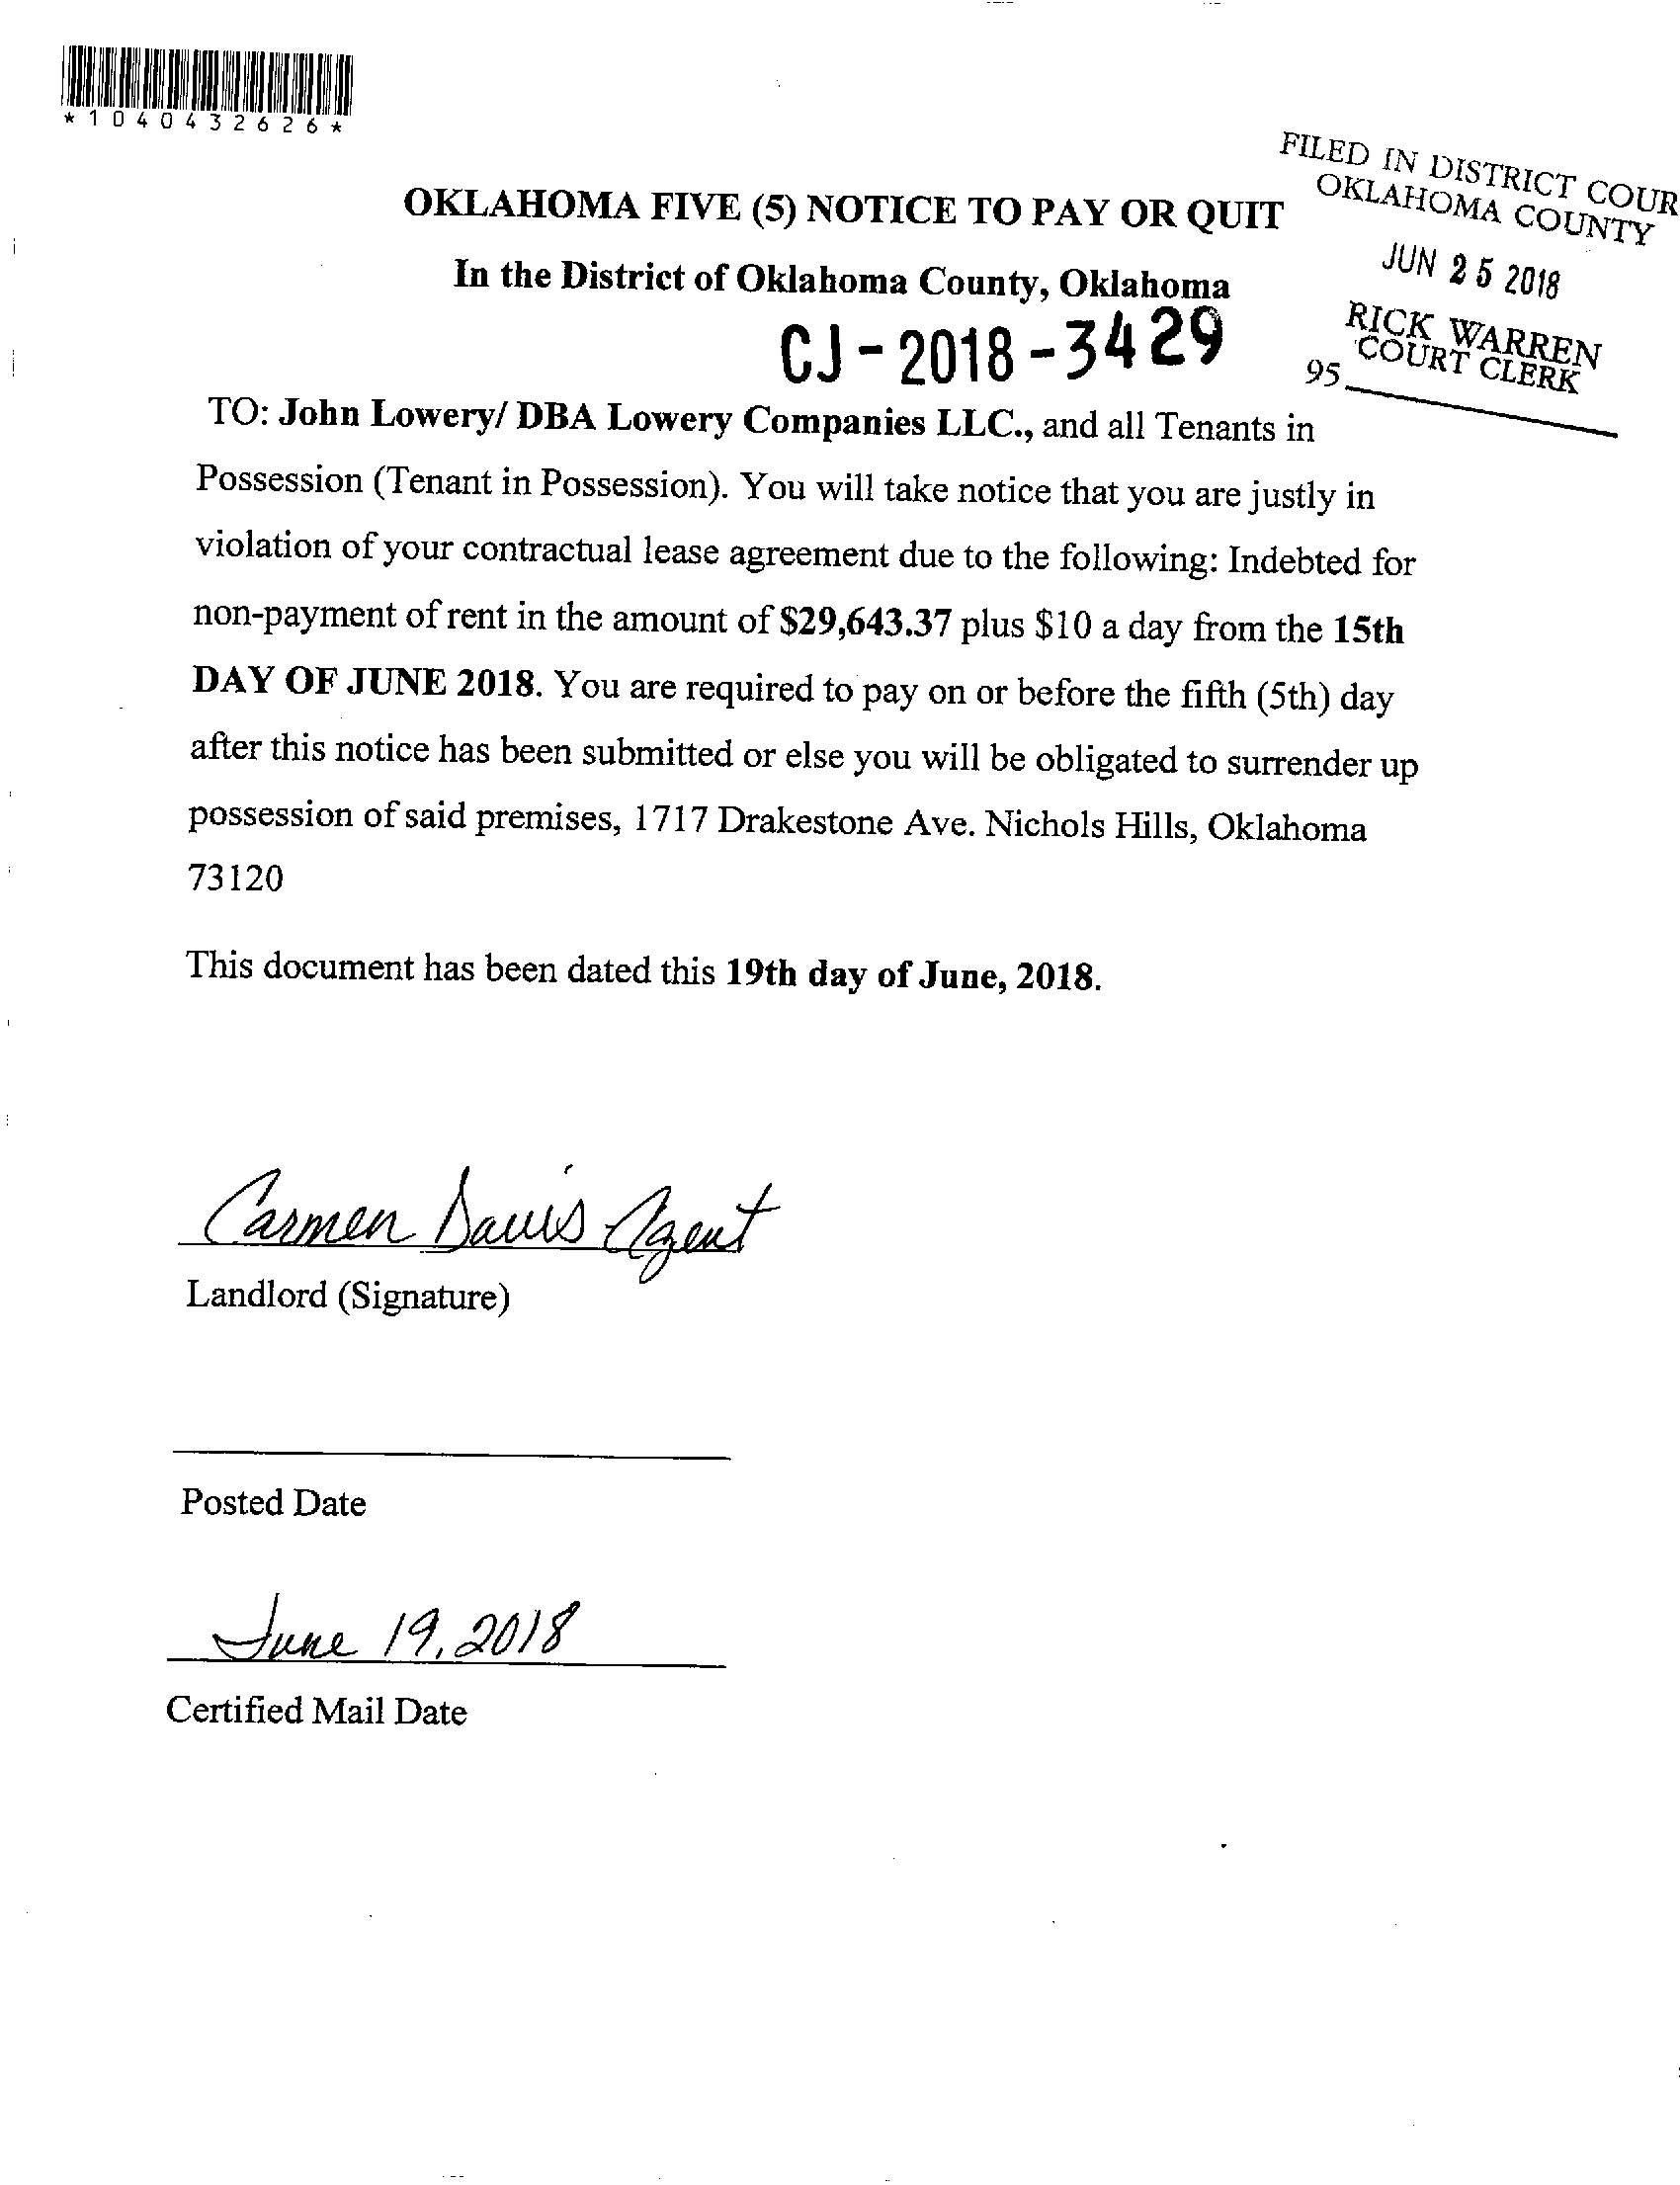 *1040432626*
FILED IN DISTRICT COUR
OKLAHOMA COUNTY
JUN 25 2018
RICK WARREN
COURT CLERK
95
OKLAHOMA FIVE (5) NOTICE TO PAY OR QUIT
In the District of Oklahoma County, Oklahoma
CJ-2018-3429
TO: John Lowery/ DBA Lowery Companies LLC., and all Tenants in
Possession (Tenant in Possession). You will take notice that you are justly in
violation of your contractual lease agreement due to the following: Indebted for
non-payment of rent in the amount of $29,643.37 plus $10 a day from the 15th
DAY OF JUNE 2018. You are required to pay on or before the fifth (5th) day
after this notice has been submitted or else you will be obligated to surrender up
possession of said premises, 1717 Drakestone Ave. Nichols Hills, Oklahoma
73120
This document has been dated this 19th day of June, 2018.
Carmen Davis Agent
Landlord (Signature)
Posted Date
June 19, 2018
Certified Mail Date